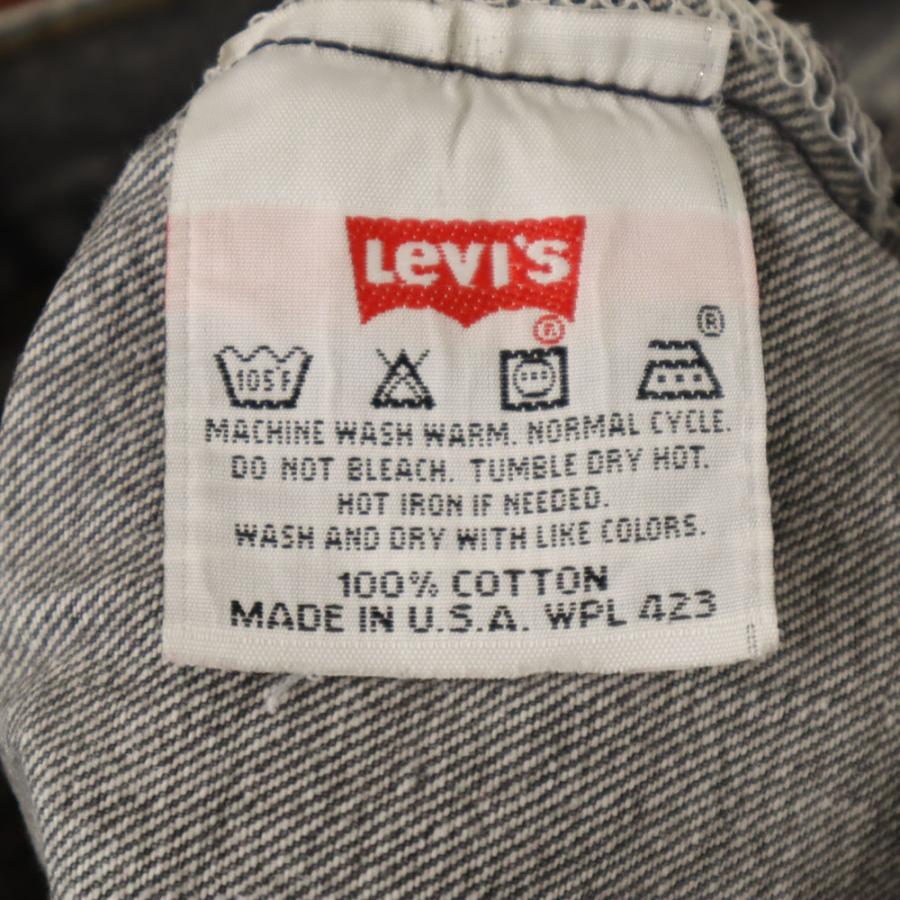 LEVI'S
®
®
105°F
MACHINE WASH WARM. NORMAL CYCLE.
DO NOT BLEACH. TUMBLE DRY HOT.
HOT IRON IF NEEDED.
WASH AND DRY WITH LIKE COLORS.
100% COTTON
MADE IN U.S.A. WPL 423